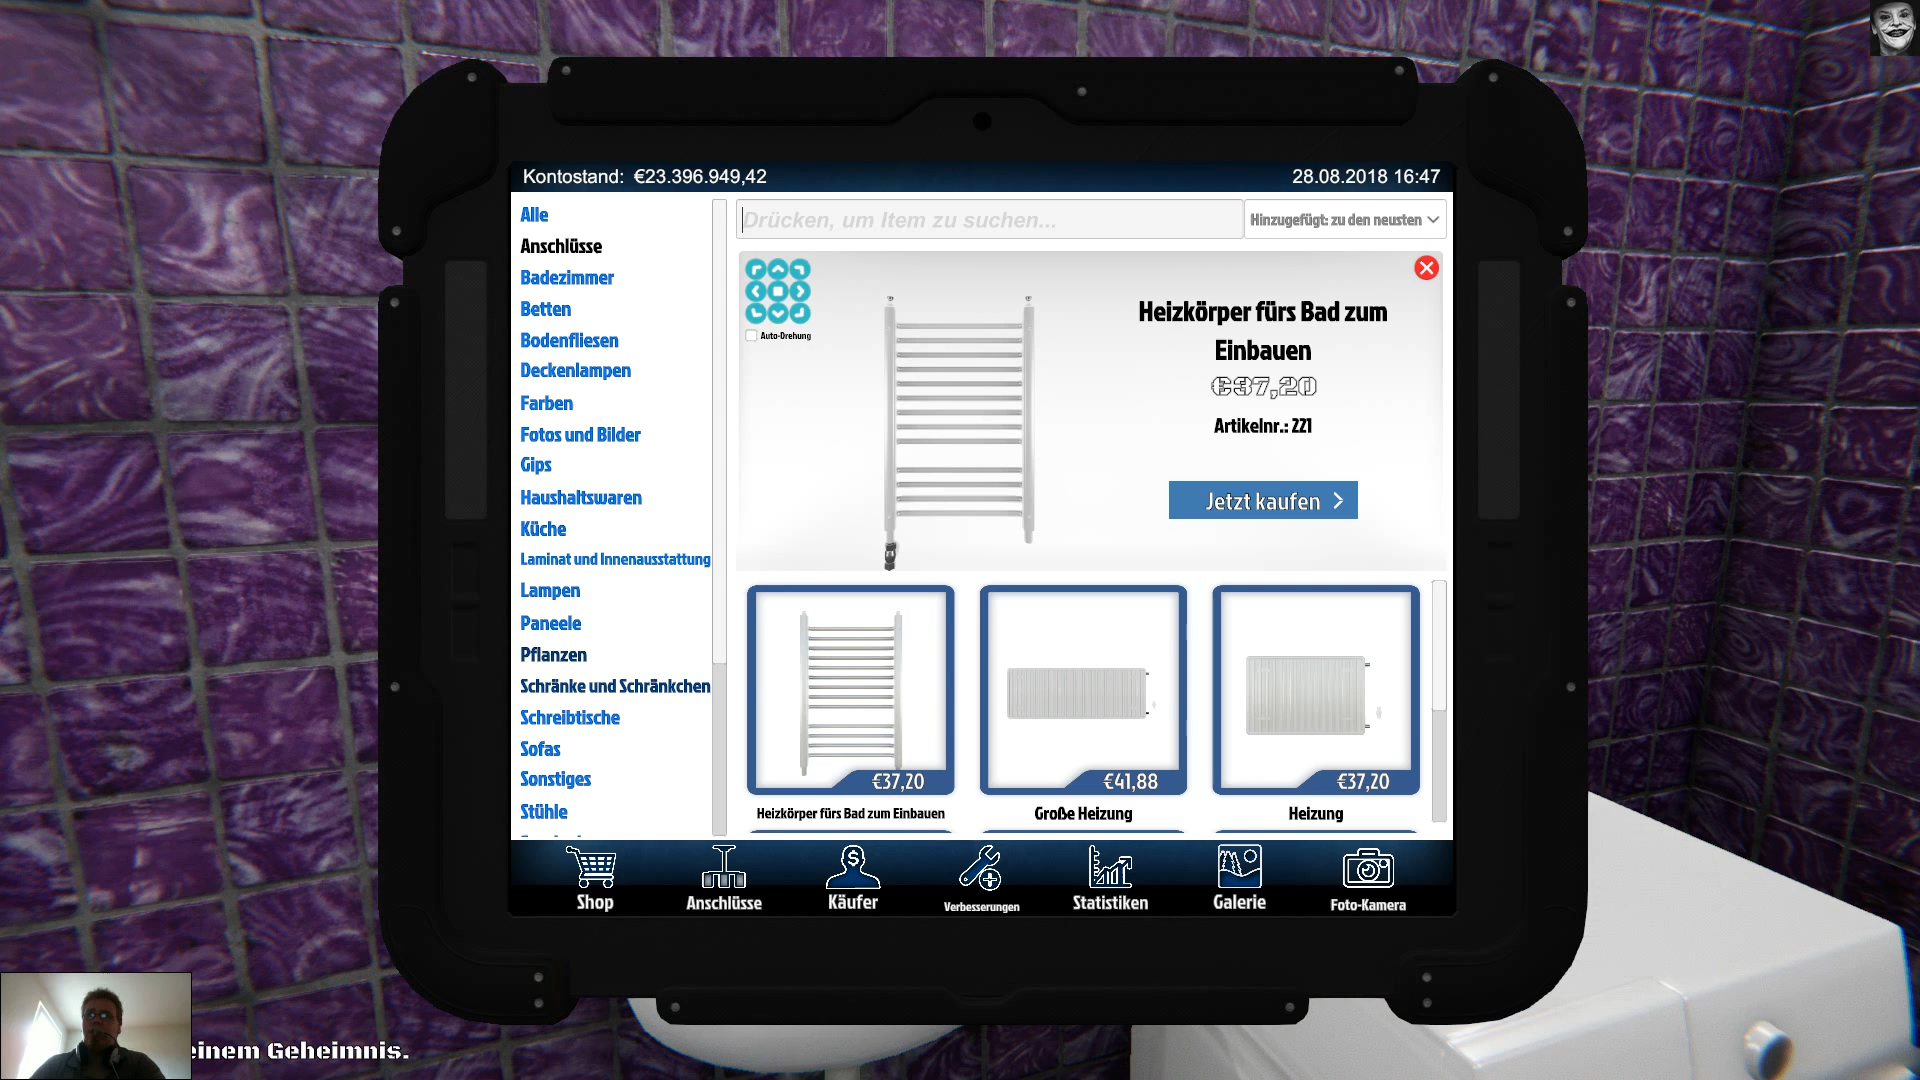 Kontostand: €23.396.949,42
28.08.2018 16:47
Alle
Anschlüsse
Badezimmer
Betten
Bodenfliesen
Deckenlampen
Farben
Fotos und Bilder
Gips
Haushaltswaren
Küche
Laminat und Innenausstattung
Lampen
Paneele
Pflanzen
Schränke und Schränkchen
Schreibtische
Sofas
Sonstiges
Stühle
Drücken, um Item zu suchen...
Hinzugefügt: zu den neusten
Auto-Drehung
Heizkörper fürs Bad zum
Einbauen
€37,20
Artikelnr.: 221
Jetzt kaufen
€37,20
Heizkörper fürs Bad zum Einbauen
€41,88
Große Heizung
€37,20
Heizung
Shop
Anschlüsse
Käufer
Verbesserungen
Statistiken
Galerie
Foto-Kamera
einem Geheimnis.